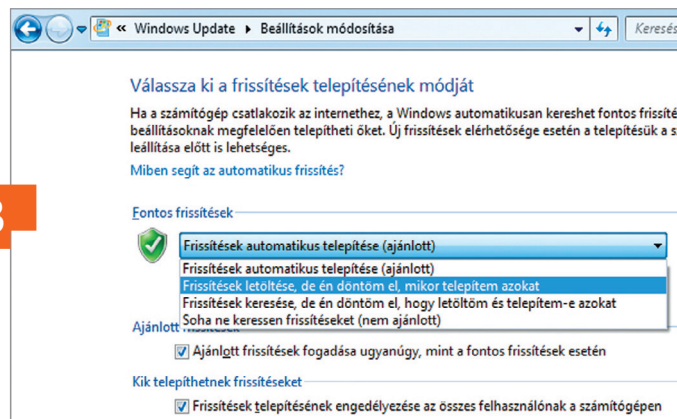 « Windows Update ▸ Beállítások módosítása
Keresés
Válassza ki a frissítések telepítésének módját
Ha a számítógép csatlakozik az internethez, a Windows automatikusan kereshet fontos
beállításoknak megfelelően telepítheti őket. Új frissítések elérhetősége esetén a telepítésük a
leállítása előtt is lehetséges.
Miben segít az automatikus frissítés?
Fontos frissítések
3
Frissítések automatikus telepítése (ajánlott)
Frissítések automatikus telepítése (ajánlott)
Frissítések letöltése, de én döntöm el, mikor telepítem azokat
Frissítések keresése, de én döntöm el, hogy letöltöm és telepítem-e azokat
Soha ne keressen frissítéseket (nem ajánlott)
Ajánlott
Ajánlott frissítések fogadása ugyanúgy, mint a fontos frissítések esetén
Kik telepíthetnek frissítéseket
Frissítések telepítésének engedélyezése az összes felhasználónak a számítógépen